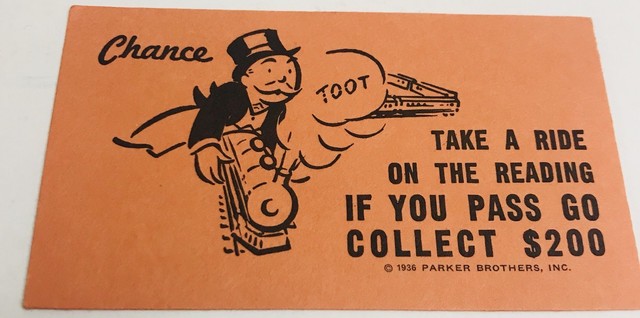 Chance
TOOT
TAKE A RIDE
ON THE READING
IF YOU PASS GO
COLLECT $200
© 1936 PARKER BROTHERS, INC.